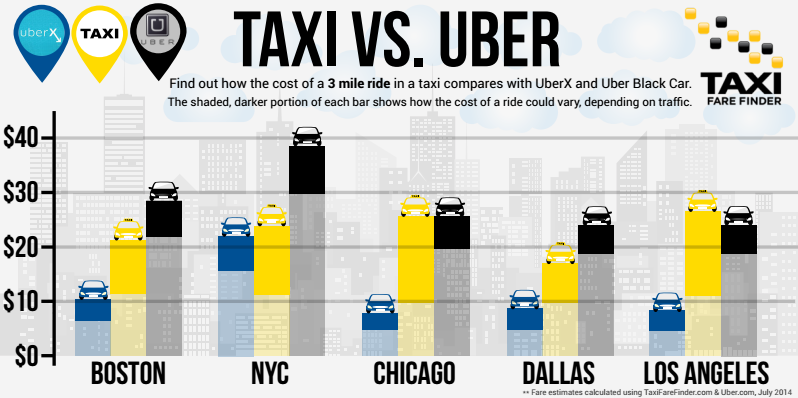 uberX
TAXI
U
UBER
TAXI VS. UBER
Find out how the cost of a 3 mile ride in a taxi compares with UberX and Uber Black Car.
The shaded, darker portion of each bar shows how the cost of a ride could vary, depending on traffic.
TAXI
FARE FINDER
$40
$30
$20
$10
$0
BOSTON
NYC
CHICAGO
DALLAS
LOS ANGELES
** Fare estimates calculated using TaxiFareFinder.com & Uber.com, July 2014